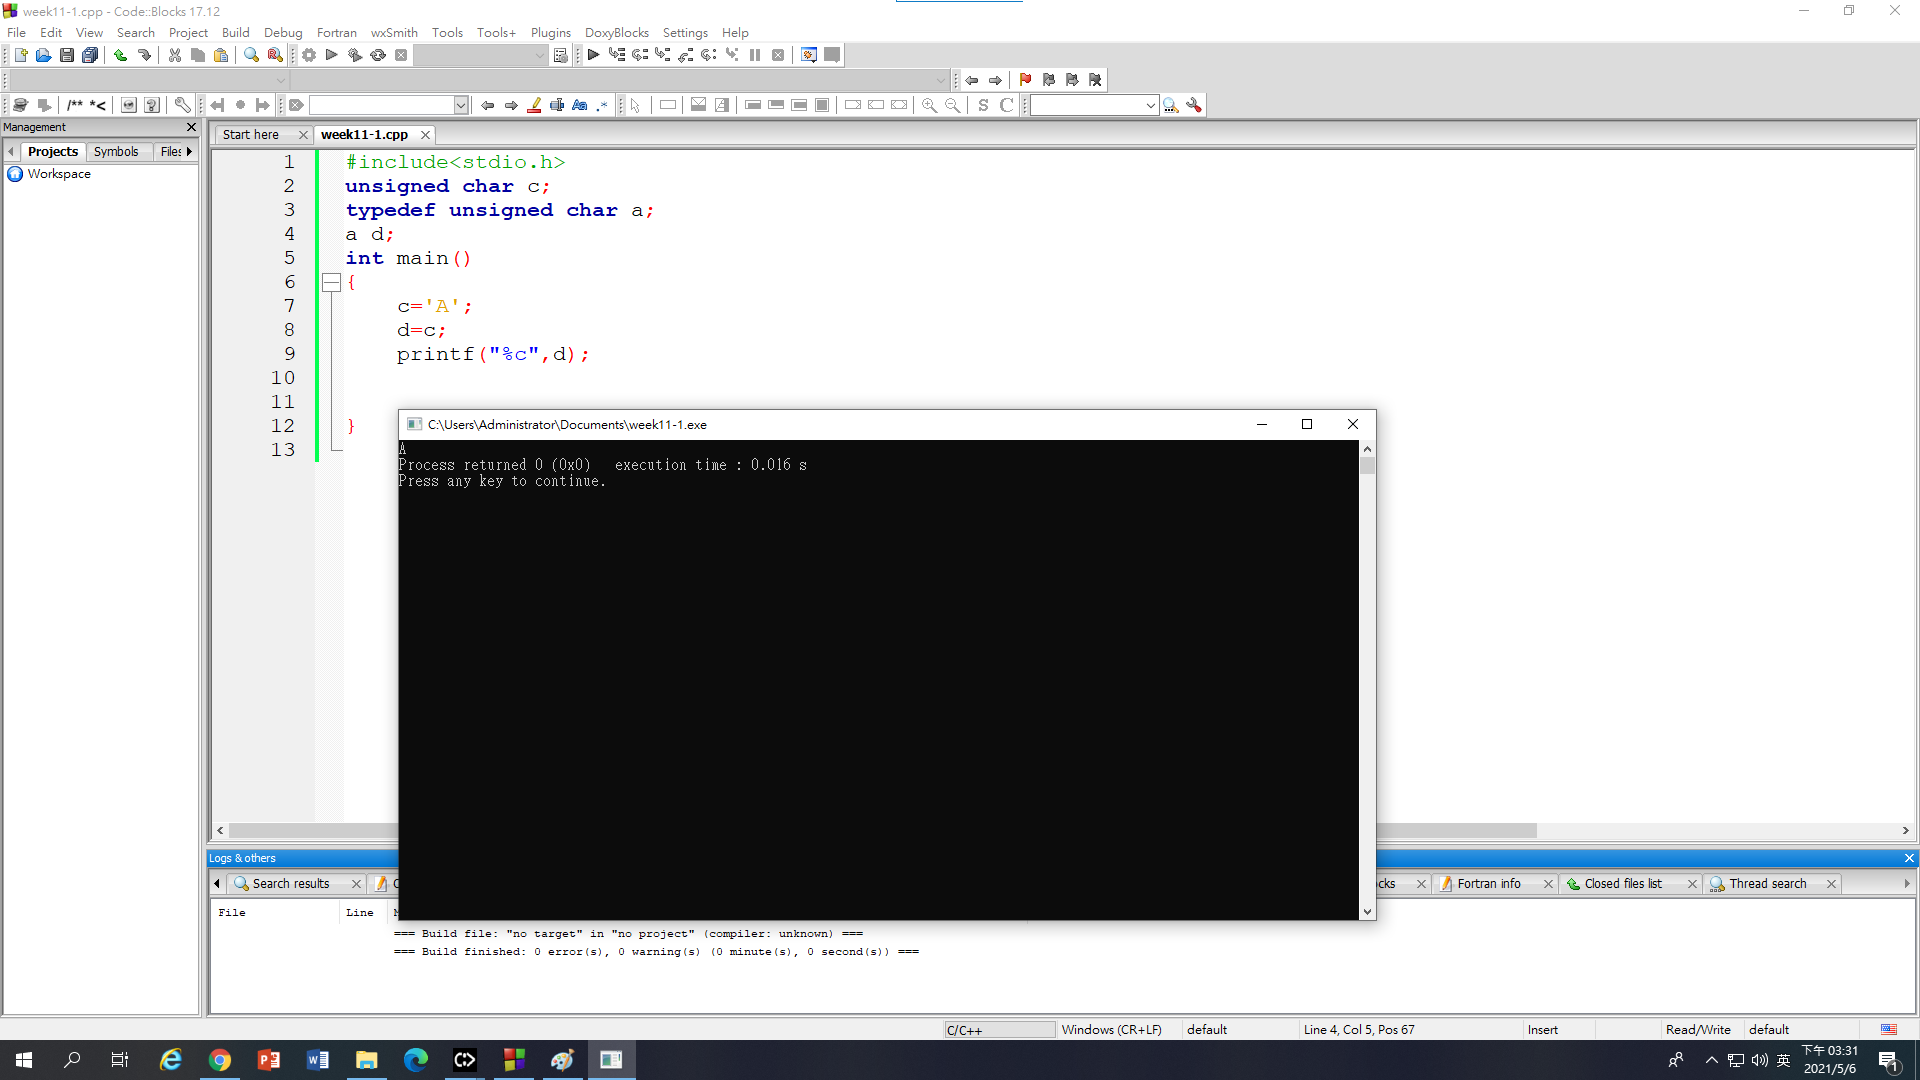 week11-1.cpp - Code::Blocks 17.12
File Edit View Search Project Build Debug Fortran wxSmith Tools Tools+ Plugins DoxyBlocks Settings Help
/** *<
S C
Management
Start here week11-1.cpp
Projects Symbols Files
Workspace
1 #include<stdio.h>
2 unsigned char c;
3 typedef unsigned char a;
4 a d;
5 int main()
6 {
7 c='A';
8 d=c;
9 printf("%c",d);
10
11
12 }
13
C:\Users\Administrator\Documents\week11-1.exe
A
Process returned 0 (0x0) execution time : 0.016 s
Press any key to continue.
Logs & others
Search results Fortran info Closed files list Thread search
File Line
=== Build file: "no target" in "no project" (compiler: unknown) ===
=== Build finished: 0 error(s), 0 warning(s) (0 minute(s), 0 second(s)) ===
C/C++ Windows (CR+LF) default Line 4, Col 5, Pos 67 Insert Read/Write default
英 下午 03:31
2021/5/6
1